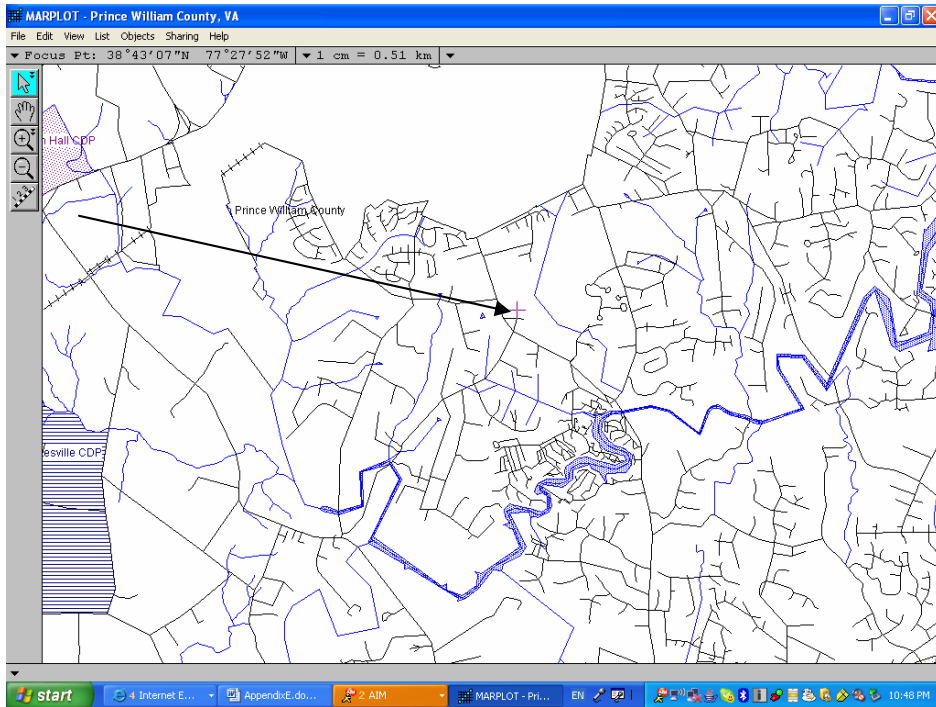 MARPLOT - Prince William County, VA
File Edit View List Objects Sharing Help
Focus Pt: 38°43'07"N 77°27'52"W 1 cm = 0.51 km
n Hall CDP
Prince William County
esville CDP
start 4 Internet E... AppendixE.do... 2 AIM MARPLOT - Pri... EN 10:48 PM